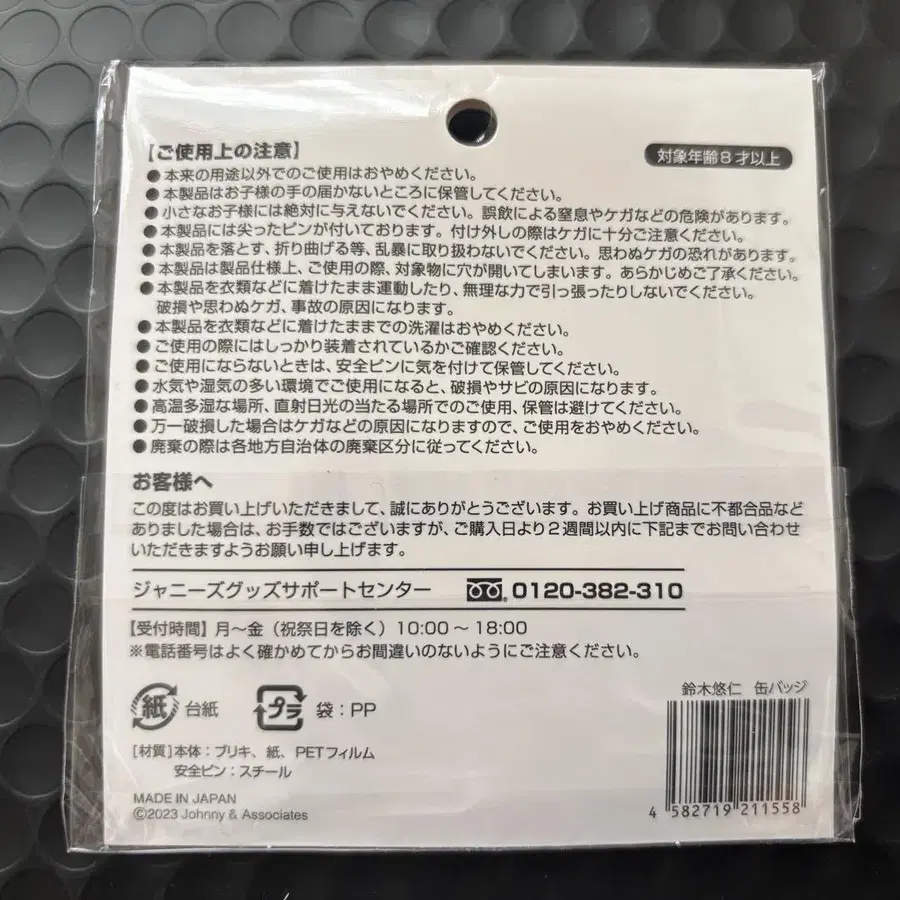 【ご使用上の注意】
対象年齢8才以上
●本来の用途以外でのご使用はおやめください。
●本製品はお子様の手の届かないところに保管してください。
●小さなお子様には絶対に与えないでください。誤飲による窒息やケガなどの危険があります。
●本製品には尖ったピンが付いております。付け外しの際はケガに十分ご注意ください。
●本製品を落とす、折り曲げる等、乱暴に取り扱わないでください。思わぬケガの恐れがあります。
●本製品は製品仕様上、ご使用の際、対象物に穴が開いてしまいます。あらかじめご了承ください。
●本製品を衣類などに着けたまま運動したり、無理な力で引っ張ったりしないでください。
破損や思わぬケガ、事故の原因になります。
●本製品を衣類などに着けたままでの洗濯はおやめください。
●ご使用の際にはしっかり装着されているかご確認ください。
●ご使用にならないときは、安全ピンに気を付けて保管してください。
●水気や湿気の多い環境でご使用になると、破損やサビの原因になります。
●高温多湿な場所、直射日光の当たる場所でのご使用、保管は避けてください。
●万一破損した場合はケガなどの原因になりますので、ご使用をおやめください。
●廃棄の際は各地方自治体の廃棄区分に従ってください。
お客様へ
この度はお買い上げいただきまして、誠にありがとうございます。お買い上げ商品に不都合品など
ありました場合は、お手数ではございますが、ご購入日より2週間以内に下記までお問い合わせ
いただきますようお願い申し上げます。
ジャニーズグッズサポートセンター 0120-382-310
【受付時間】月〜金（祝祭日を除く）10:00〜18:00
※電話番号はよく確かめてからお間違いのないようにご注意ください。
鈴木悠仁 缶バッジ
紙 台紙 プラ 袋：PP
[材質]本体：ブリキ、紙、PETフィルム
安全ピン：スチール
MADE IN JAPAN
©2023 Johnny & Associates
4 582719 211558